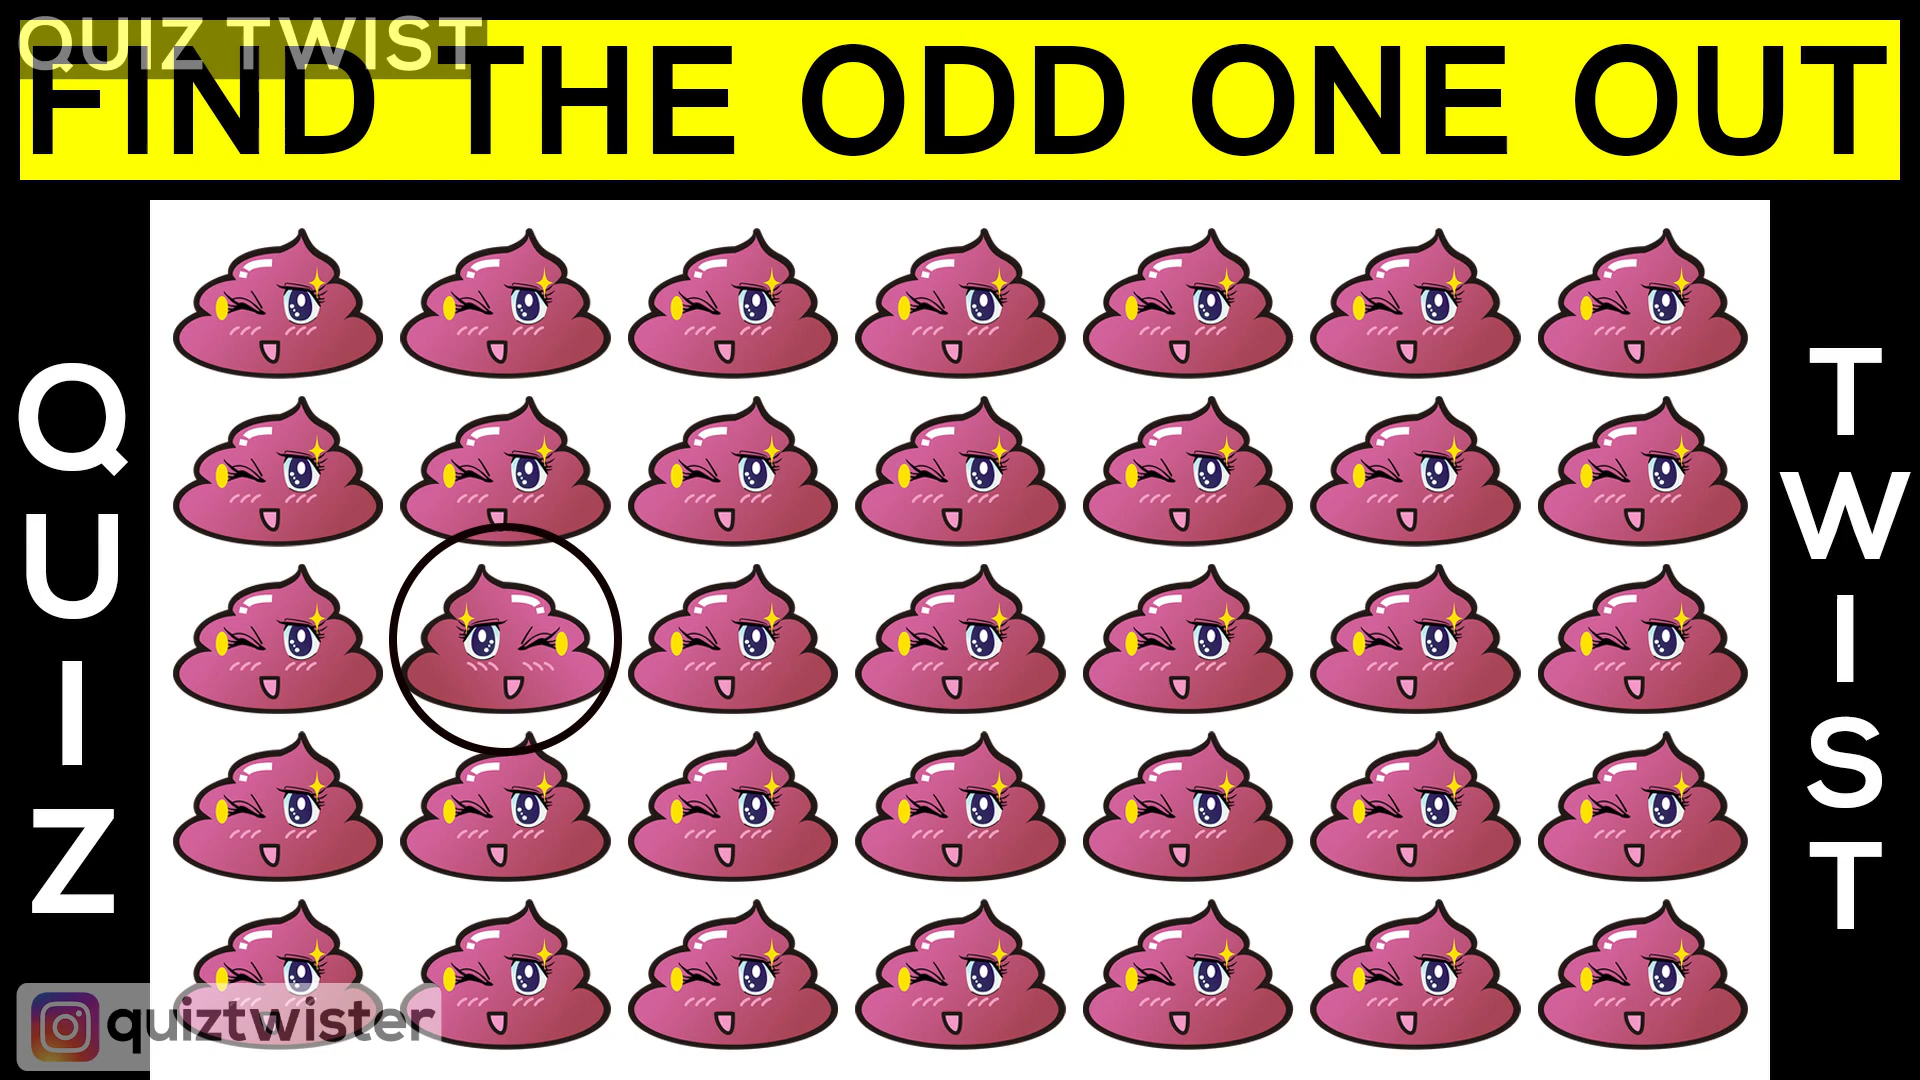 QUIZ TWIST
FIND THE ODD ONE OUT
QUIZ
TWIST
quiztwister